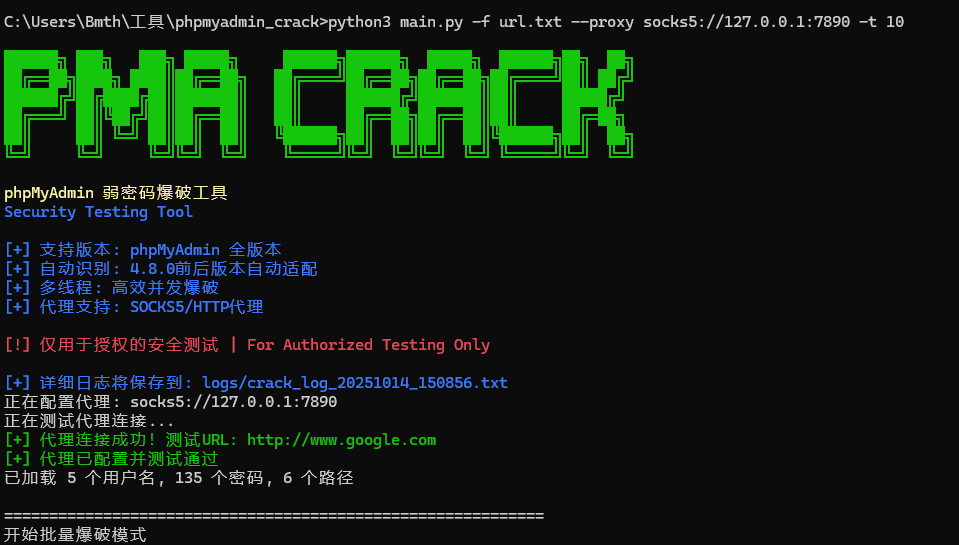 C:\Users\Bmth\工具\phpmyadmin_crack>python3 main.py -f url.txt --proxy socks5://127.0.0.1:7890 -t 10
PMA CRACK
phpMyAdmin 弱密码爆破工具
Security Testing Tool
[+] 支持版本: phpMyAdmin 全版本
[+] 自动识别: 4.8.0前后版本自动适配
[+] 多线程: 高效并发爆破
[+] 代理支持: SOCKS5/HTTP代理
[!] 仅用于授权的安全测试 | For Authorized Testing Only
[+] 详细日志将保存到: logs/crack_log_20251014_150856.txt
正在配置代理: socks5://127.0.0.1:7890
正在测试代理连接...
[+] 代理连接成功! 测试URL: http://www.google.com
[+] 代理已配置并测试通过
已加载 5 个用户名, 135 个密码, 6 个路径
============================================================
开始批量爆破模式